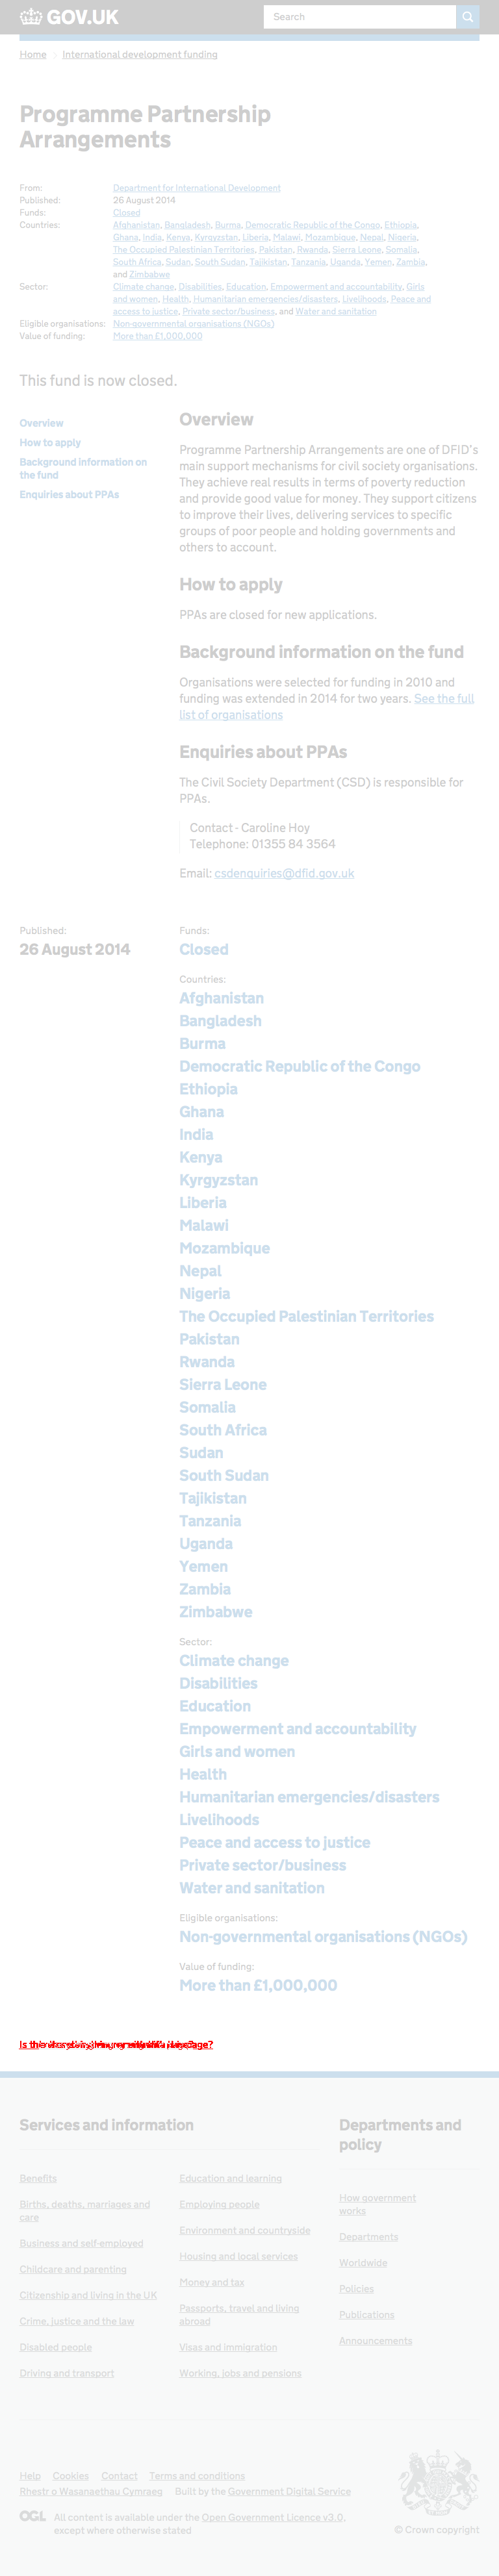 GOV.UK
Search
Home
International development funding
Programme Partnership
Arrangements
From: Department for International Development
Published: 26 August 2014
Funds: Closed
Countries: Afghanistan, Bangladesh, Burma, Democratic Republic of the Congo, Ethiopia,
Ghana, India, Kenya, Kyrgyzstan, Liberia, Malawi, Mozambique, Nepal, Nigeria,
The Occupied Palestinian Territories, Pakistan, Rwanda, Sierra Leone, Somalia,
South Africa, Sudan, South Sudan, Tajikistan, Tanzania, Uganda, Yemen, Zambia,
and Zimbabwe
Sector: Climate change, Disabilities, Education, Empowerment and accountability, Girls
and women, Health, Humanitarian emergencies/disasters, Livelihoods, Peace and
access to justice, Private sector/business, and Water and sanitation
Eligible organisations: Non-governmental organisations (NGOs)
Value of funding: More than £1,000,000
This fund is now closed.
Overview
How to apply
Background information on
the fund
Enquiries about PPAs
Overview
Programme Partnership Arrangements are one of DFID's
main support mechanisms for civil society organisations.
They achieve real results in terms of poverty reduction
and provide good value for money. They support citizens
to improve their lives, delivering services to specific
groups of poor people and holding governments and
others to account.
How to apply
PPAs are closed for new applications.
Background information on the fund
Organisations were selected for funding in 2010 and
funding was extended in 2014 for two years. See the full
list of organisations
Enquiries about PPAs
The Civil Society Department (CSD) is responsible for
PPAs.
Contact - Caroline Hoy
Telephone: 01355 84 3564
Email: csdenquiries@dfid.gov.uk
Published:
26 August 2014
Funds:
Closed
Countries:
Afghanistan
Bangladesh
Burma
Democratic Republic of the Congo
Ethiopia
Ghana
India
Kenya
Kyrgyzstan
Liberia
Malawi
Mozambique
Nepal
Nigeria
The Occupied Palestinian Territories
Pakistan
Rwanda
Sierra Leone
Somalia
South Africa
Sudan
South Sudan
Tajikistan
Tanzania
Uganda
Yemen
Zambia
Zimbabwe
Sector:
Climate change
Disabilities
Education
Empowerment and accountability
Girls and women
Health
Humanitarian emergencies/disasters
Livelihoods
Peace and access to justice
Private sector/business
Water and sanitation
Eligible organisations:
Non-governmental organisations (NGOs)
Value of funding:
More than £1,000,000
Services and information
Benefits
Births, deaths, marriages and
care
Business and self-employed
Childcare and parenting
Citizenship and living in the UK
Crime, justice and the law
Disabled people
Driving and transport
Education and learning
Employing people
Environment and countryside
Housing and local services
Money and tax
Passports, travel and living
abroad
Visas and immigration
Working, jobs and pensions
Departments and
policy
How government
works
Departments
Worldwide
Policies
Publications
Announcements
Help Cookies Contact Terms and conditions
Rhestr o Wasanaethau Cymraeg Built by the Government Digital Service
OGL All content is available under the Open Government Licence v3.0,
except where otherwise stated
© Crown copyright